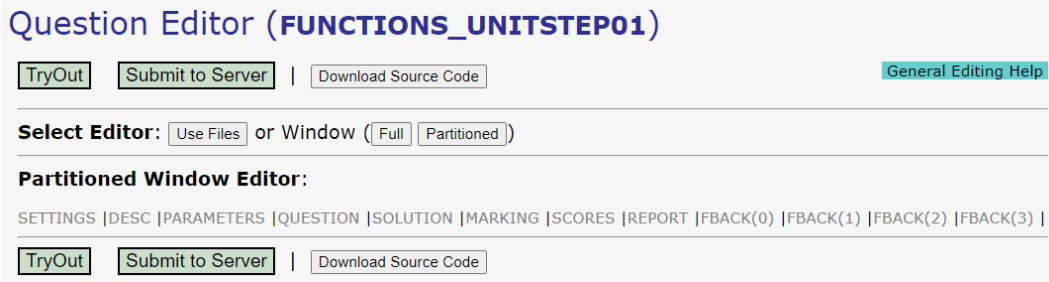 Question Editor (FUNCTIONS_UNITSTEP01)
TryOut Submit to Server | Download Source Code General Editing Help
Select Editor: Use Files or Window ( Full Partitioned )
Partitioned Window Editor:
SETTINGS |DESC |PARAMETERS |QUESTION |SOLUTION |MARKING |SCORES |REPORT |FBACK(0) |FBACK(1) |FBACK(2) |FBACK(3) |
TryOut Submit to Server | Download Source Code